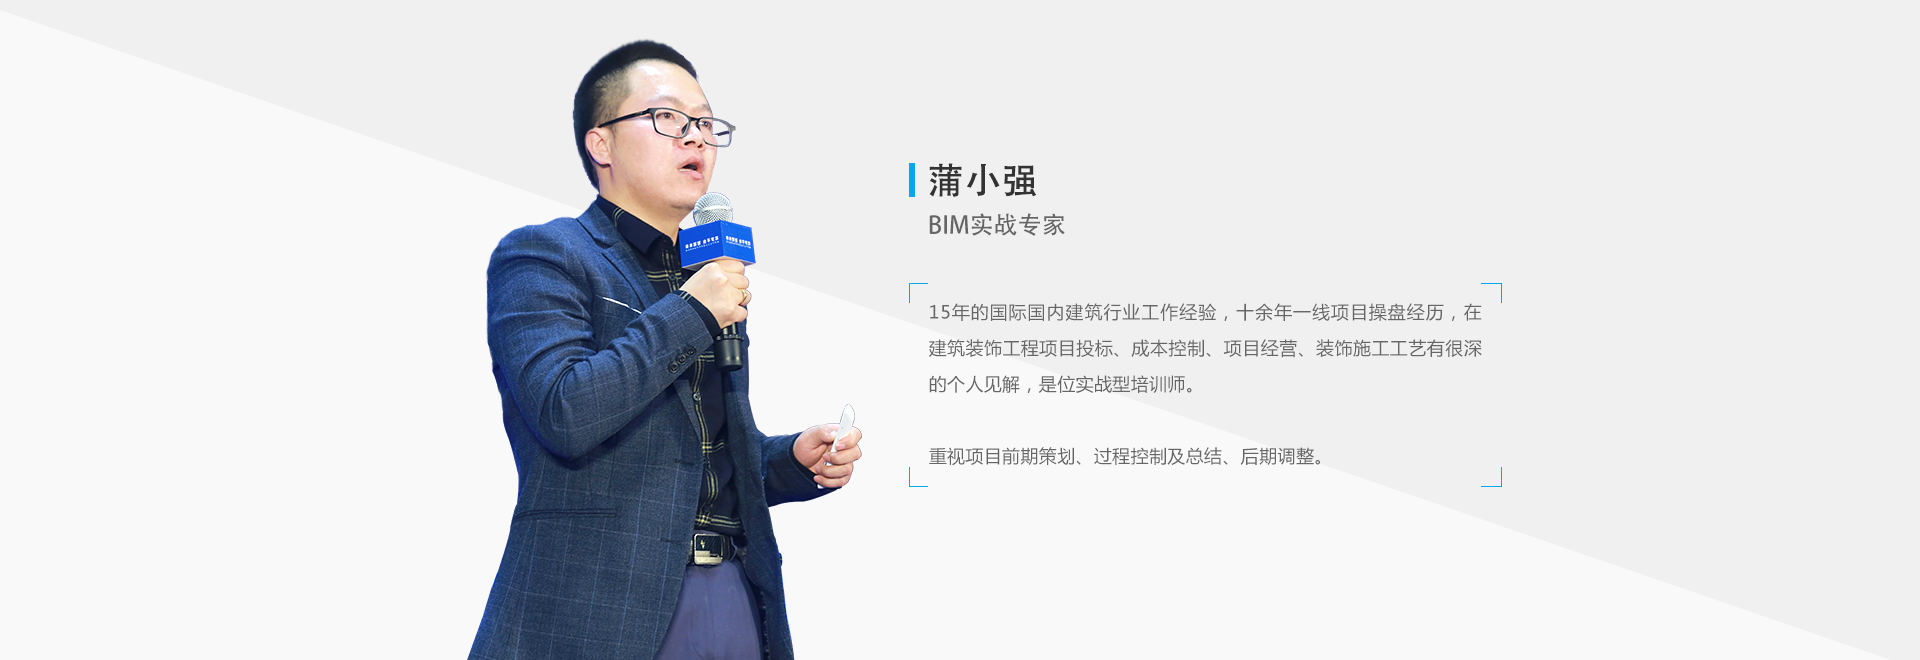 蒲小强
BIM实战专家
15年的国际国内建筑行业工作经验，十余年一线项目操盘经历，在
建筑装饰工程项目投标、成本控制、项目经营、装饰施工工艺有很深
的个人见解，是位实战型培训师。
重视项目前期策划、过程控制及总结、后期调整。